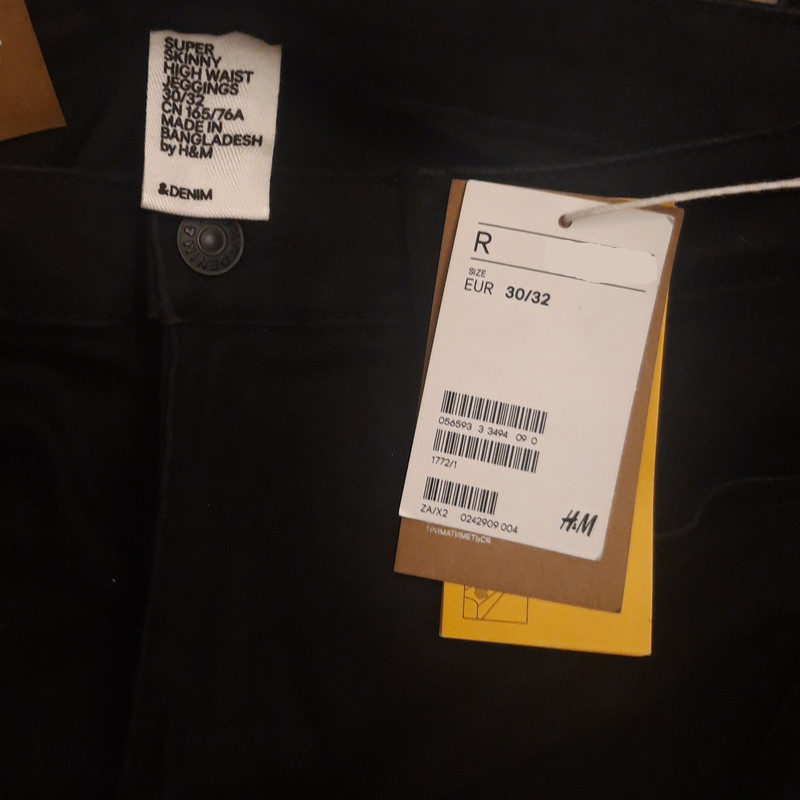 SUPER
SKINNY
HIGH WAIST
JEGGINGS
30/32
CN 165/76A
MADE IN
BANGLADESH
by H&M
&DENIM
R
SIZE
EUR 30/32
056593 3 3494 09 0
1772/1
ZA/X2 0242909 004
H&M
ТРИМАТИМЕТЬСЯ.